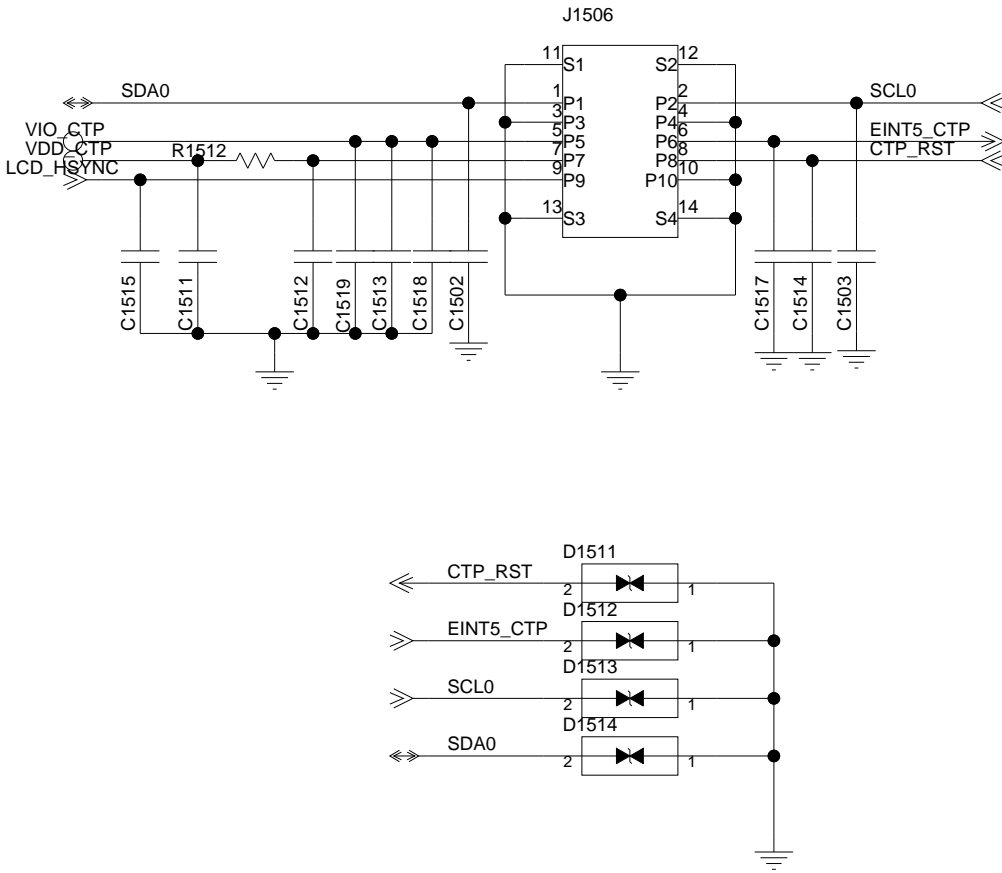 J1506
11 S1 S2 12
SDA0 1 P1 P2 2 SCL0
3 P3 P4 4
VIO_CTP 5 P5 P6 6 EINT5_CTP
VDD_CTP R1512 7 P7 P8 8 CTP_RST
LCD_HSYNC 9 P9 P10 10
13 S3 S4 14
C1515 C1511 C1512 C1519 C1513 C1518 C1502 C1517 C1514 C1503
D1511
CTP_RST 2 1
D1512
EINT5_CTP 2 1
D1513
SCL0 2 1
D1514
SDA0 2 1